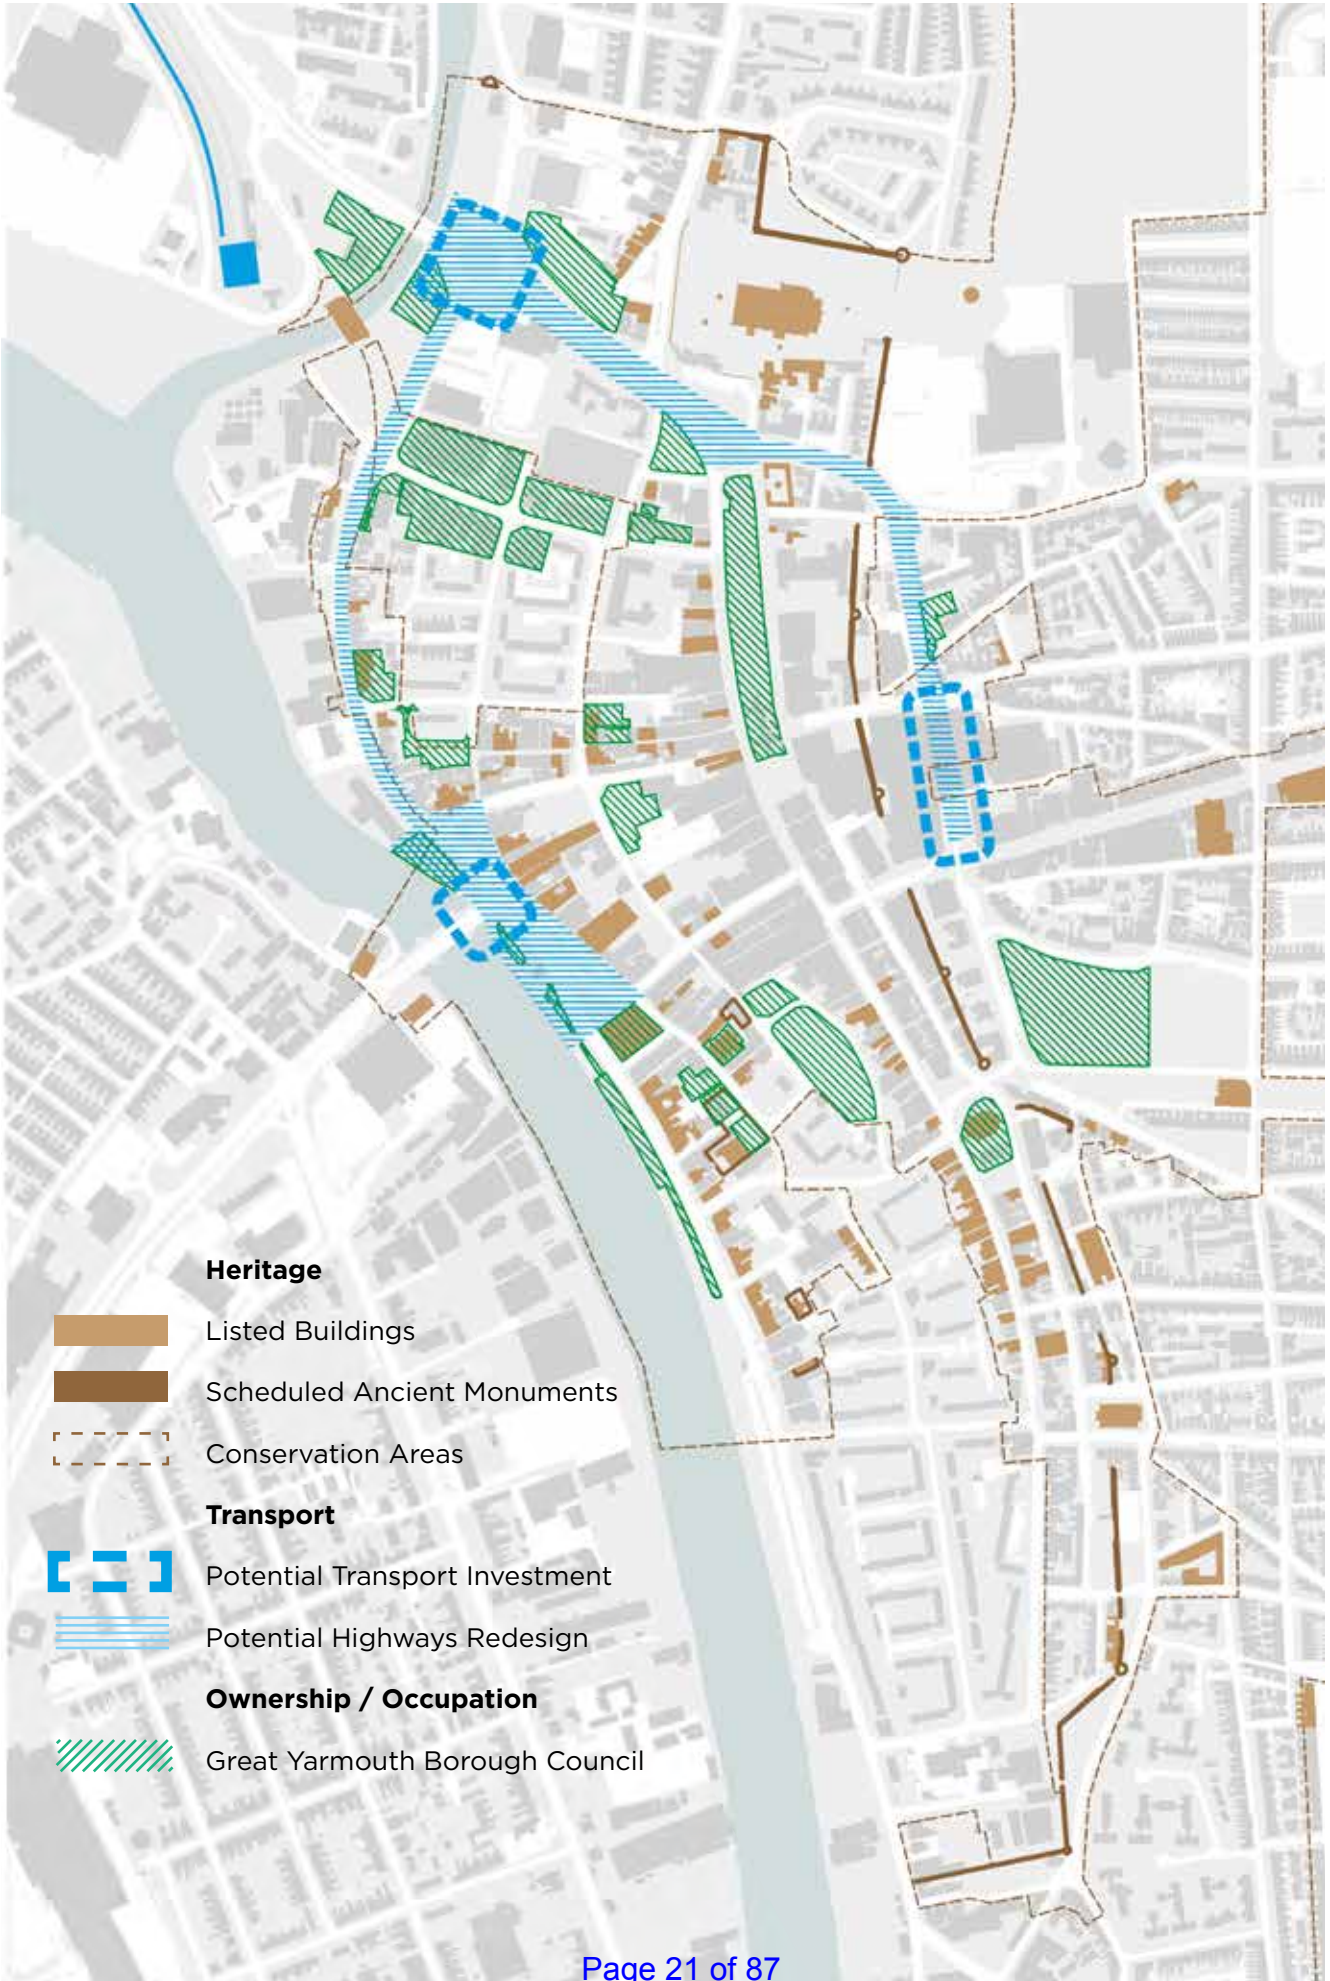 Heritage
Listed Buildings
Scheduled Ancient Monuments
Conservation Areas
Transport
Potential Transport Investment
Potential Highways Redesign
Ownership / Occupation
Great Yarmouth Borough Council
Page 21 of 87